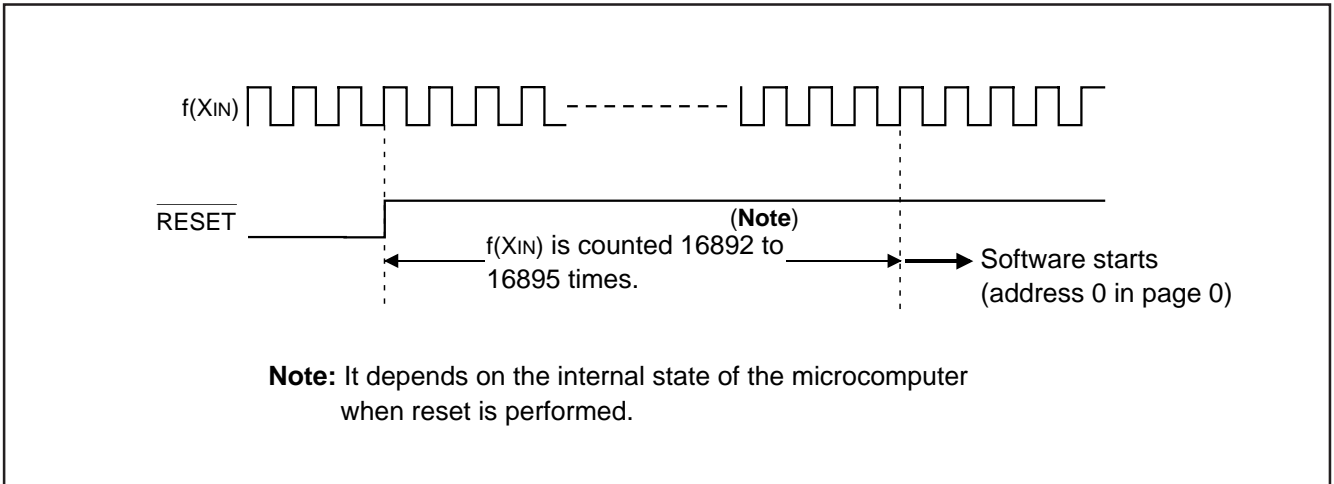 f(XIN)
RESET
(Note)
f(XIN) is counted 16892 to
16895 times.
Software starts
(address 0 in page 0)
Note: It depends on the internal state of the microcomputer
when reset is performed.